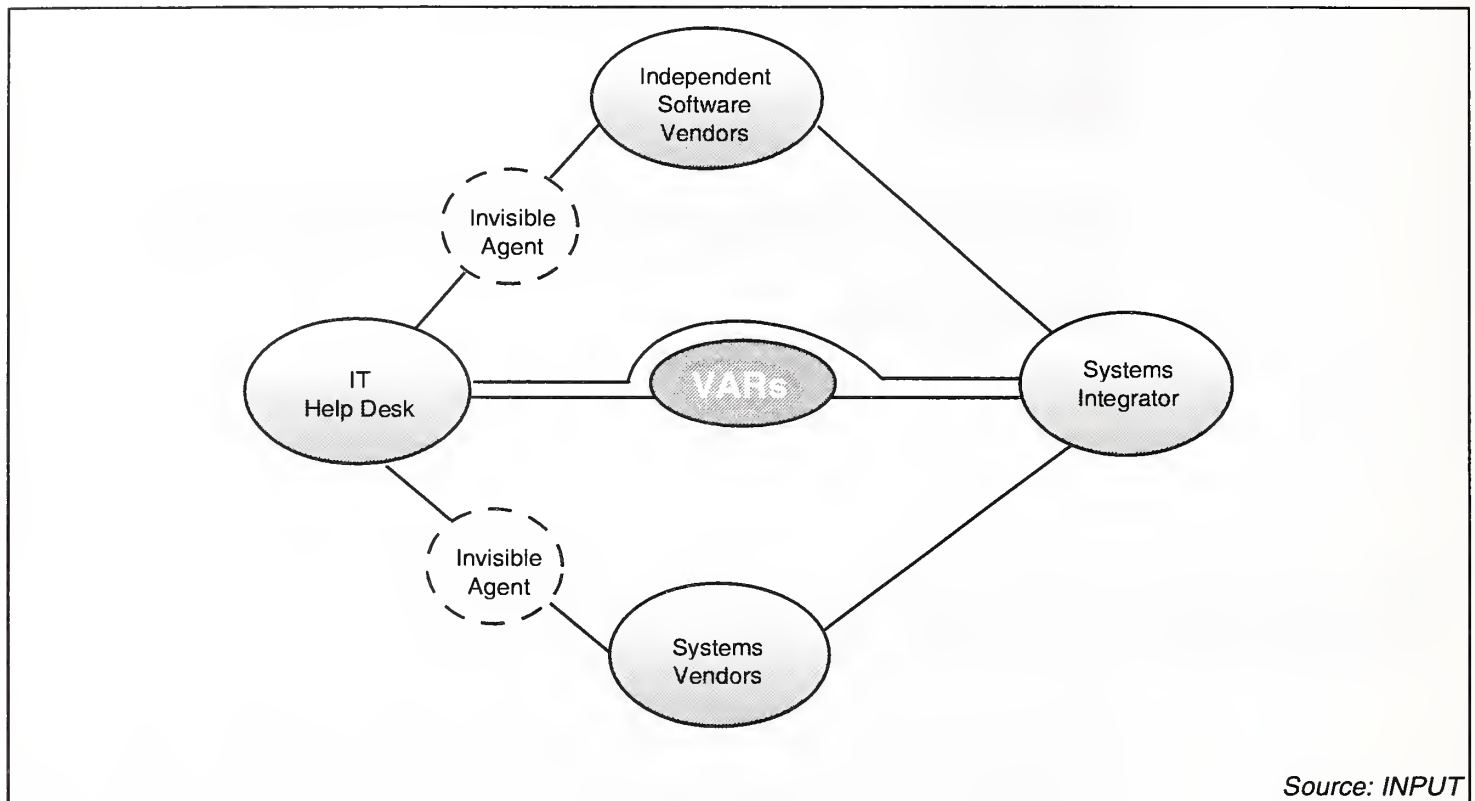 Independent
Software
Vendors
Invisible
Agent
IT
Help Desk
VARs
Systems
Integrator
Invisible
Agent
Systems
Vendors
Source: INPUT